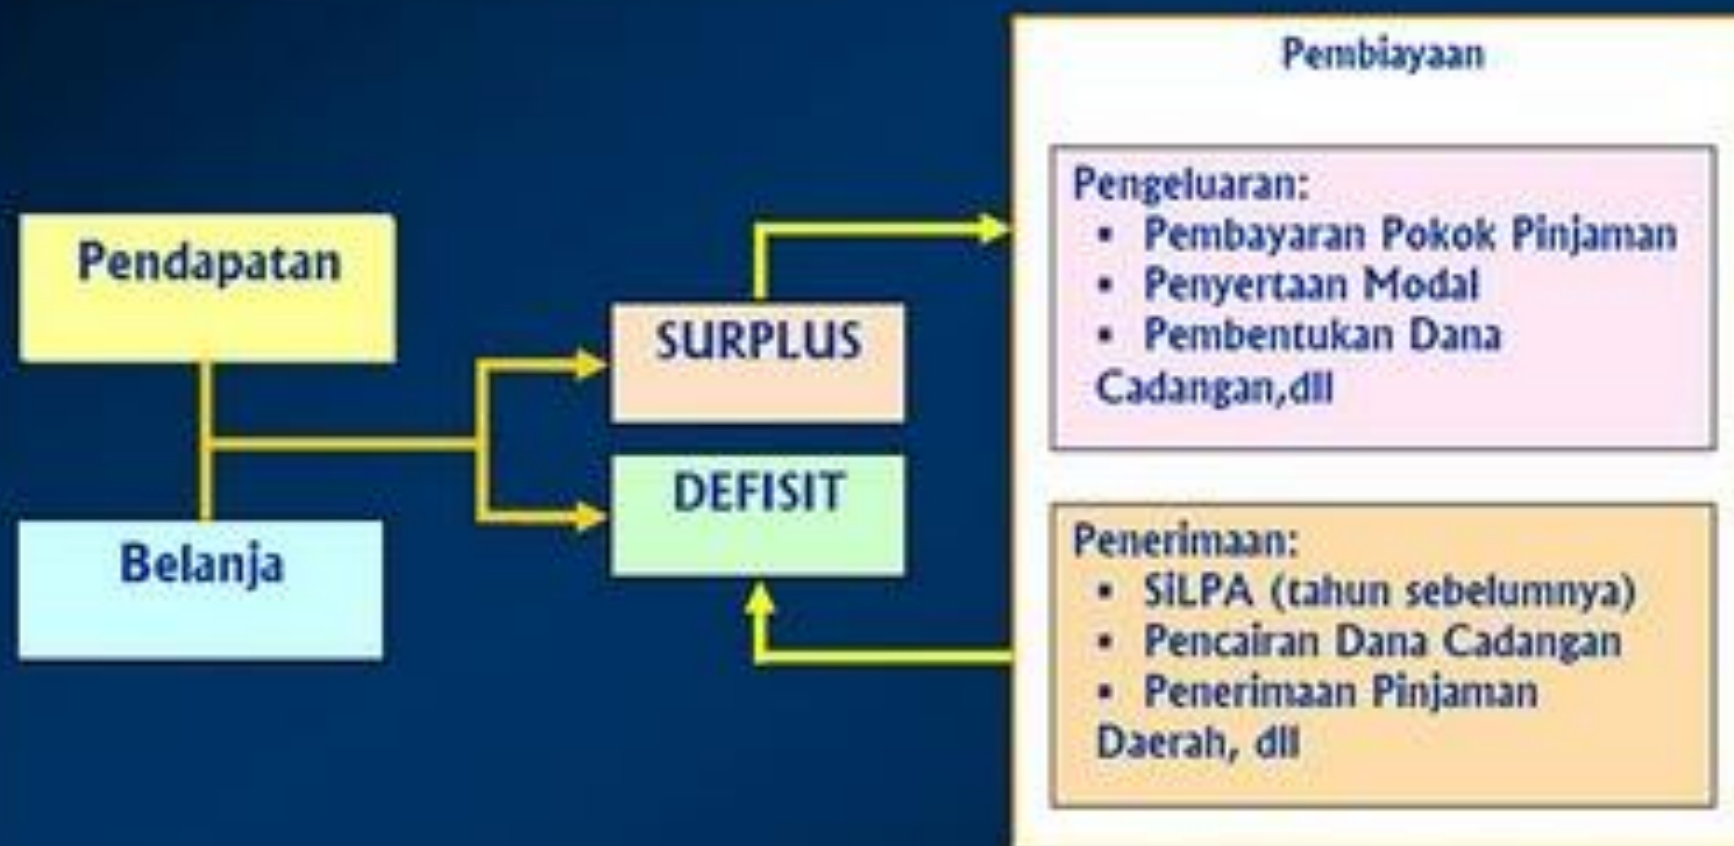 Pembiayaan
Pendapatan
Belanja
SURPLUS
DEFISIT
Pengeluaran:
▪ Pembayaran Pokok Pinjaman
▪ Penyertaan Modal
▪ Pembentukan Dana
Cadangan,dll
Penerimaan:
▪ SiLPA (tahun sebelumnya)
▪ Pencairan Dana Cadangan
▪ Penerimaan Pinjaman
Daerah, dll